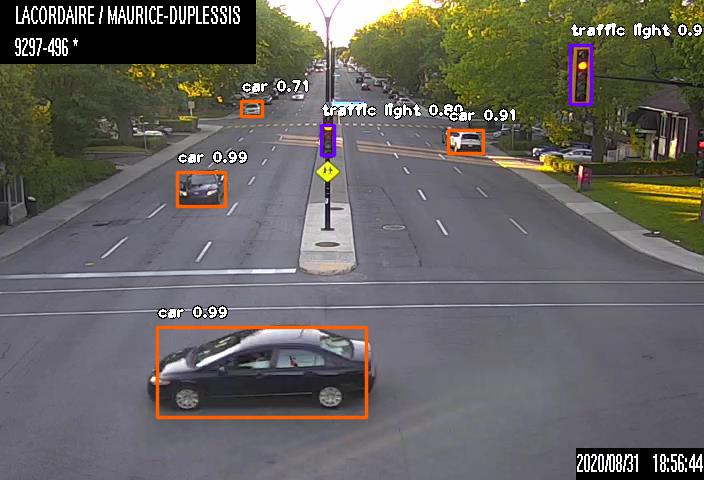 LACORDAIRE / MAURICE-DUPLESSIS
9297-496 *
traffic light 0.9
car 0.71
traffic light 0.80
car 0.91
car 0.99
car 0.99
2020/08/31 18:56:44